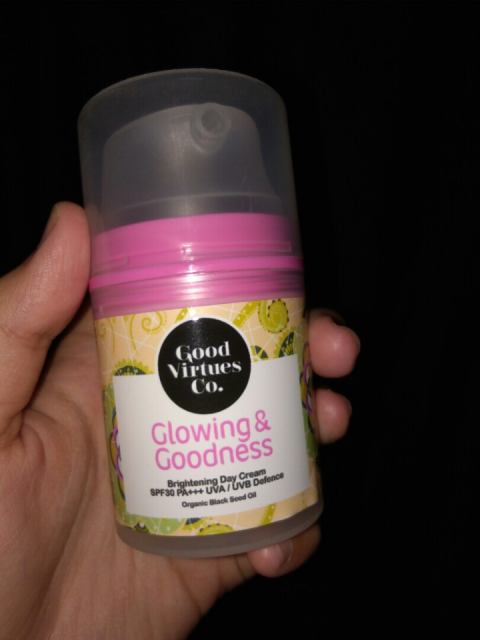 Good
Virtues
Co.
Glowing &
Goodness
Brightening Day Cream
SPF30 PA+++ UVA / UVB Defence
Organic Black Seed Oil